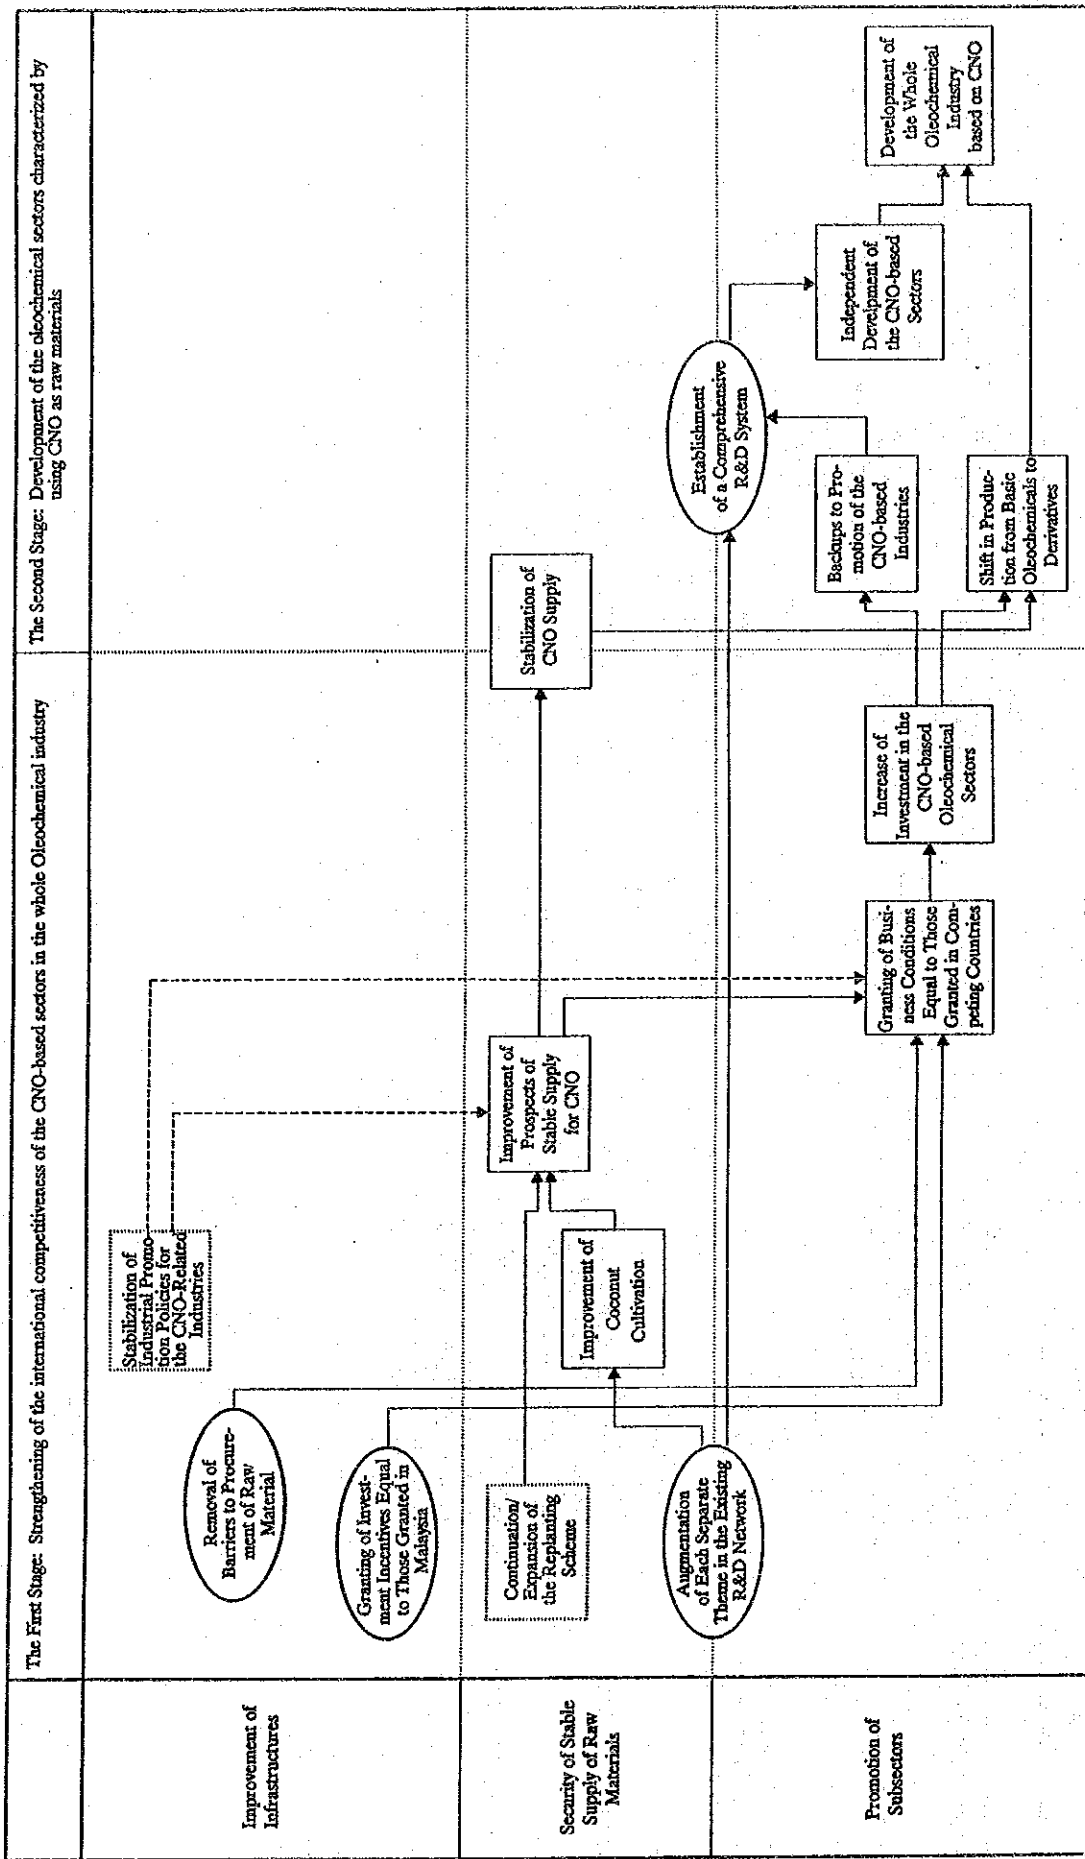 The First Stage: Strengthening of the international competitiveness of the CNO-based sectors in the whole Oleochemical industry
The Second Stage: Development of the oleochemical sectors characterized by
using CNO as raw materials
Improvement of
Infrastructures
Removal of
Barriers to Procure-
ment of Raw
Material
Granting of Invest-
ment Incentives Equal
to Those Granted in
Malaysia
Stabilization of
Industrial Promo-
tion Policies for
the CNO-Related
Industries
Security of Stable
Supply of Raw
Materials
Continuation/
Expansion of
the Replanting
Scheme
Improvement of
Coconut
Cultivation
Improvement of
Prospects of
Stable Supply
for CNO
Stabilization of
CNO Supply
Augmentation
of Each Separate
Theme in the Existing
R&D Network
Establishment
of a Comprehensive
R&D System
Promotion of
Subsectors
Granting of Busi-
ness Conditions
Equal to Those
Granted in Com-
peting Countries
Increase of
Investment in the
CNO-based
Oleochemical
Sectors
Backups to Pro-
motion of the
CNO-based
Industries
Shift in Produc-
tion from Basic
Oleochemicals to
Derivatives
Independent
Develpment of
the CNO-based
Sectors
Development of
the Whole
Oleochemical
Industry
based on CNO